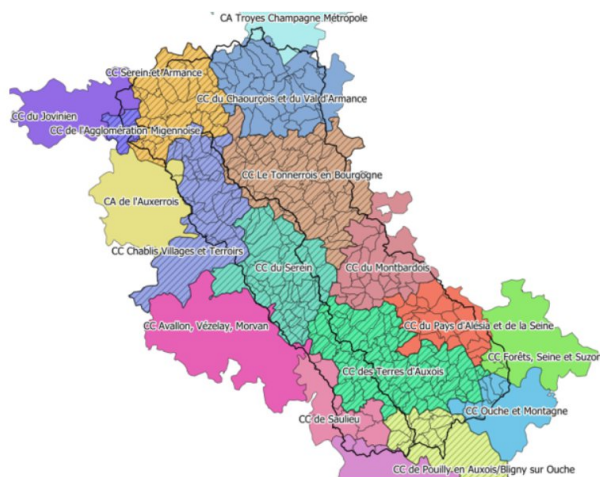 CA Troyes Champagne Métropole
CC Serein et Armance
CC du Chaourçois et du Val d'Armance
CC du Jovinien
CC de l'Agglomération Migennoise
CC Le Tonnerrois en Bourgogne
CA de l'Auxerrois
CC Chablis Villages et Terroirs
CC du Serein
CC du Montbardois
CC Avallon, Vézelay, Morvan
CC du Pays d'Alésia et de la Seine
CC Forêts, Seine et Suzon
CC des Terres d'Auxois
CC Ouche et Montagne
CC de Saulieu
CC de Pouilly en Auxois/Bligny sur Ouche